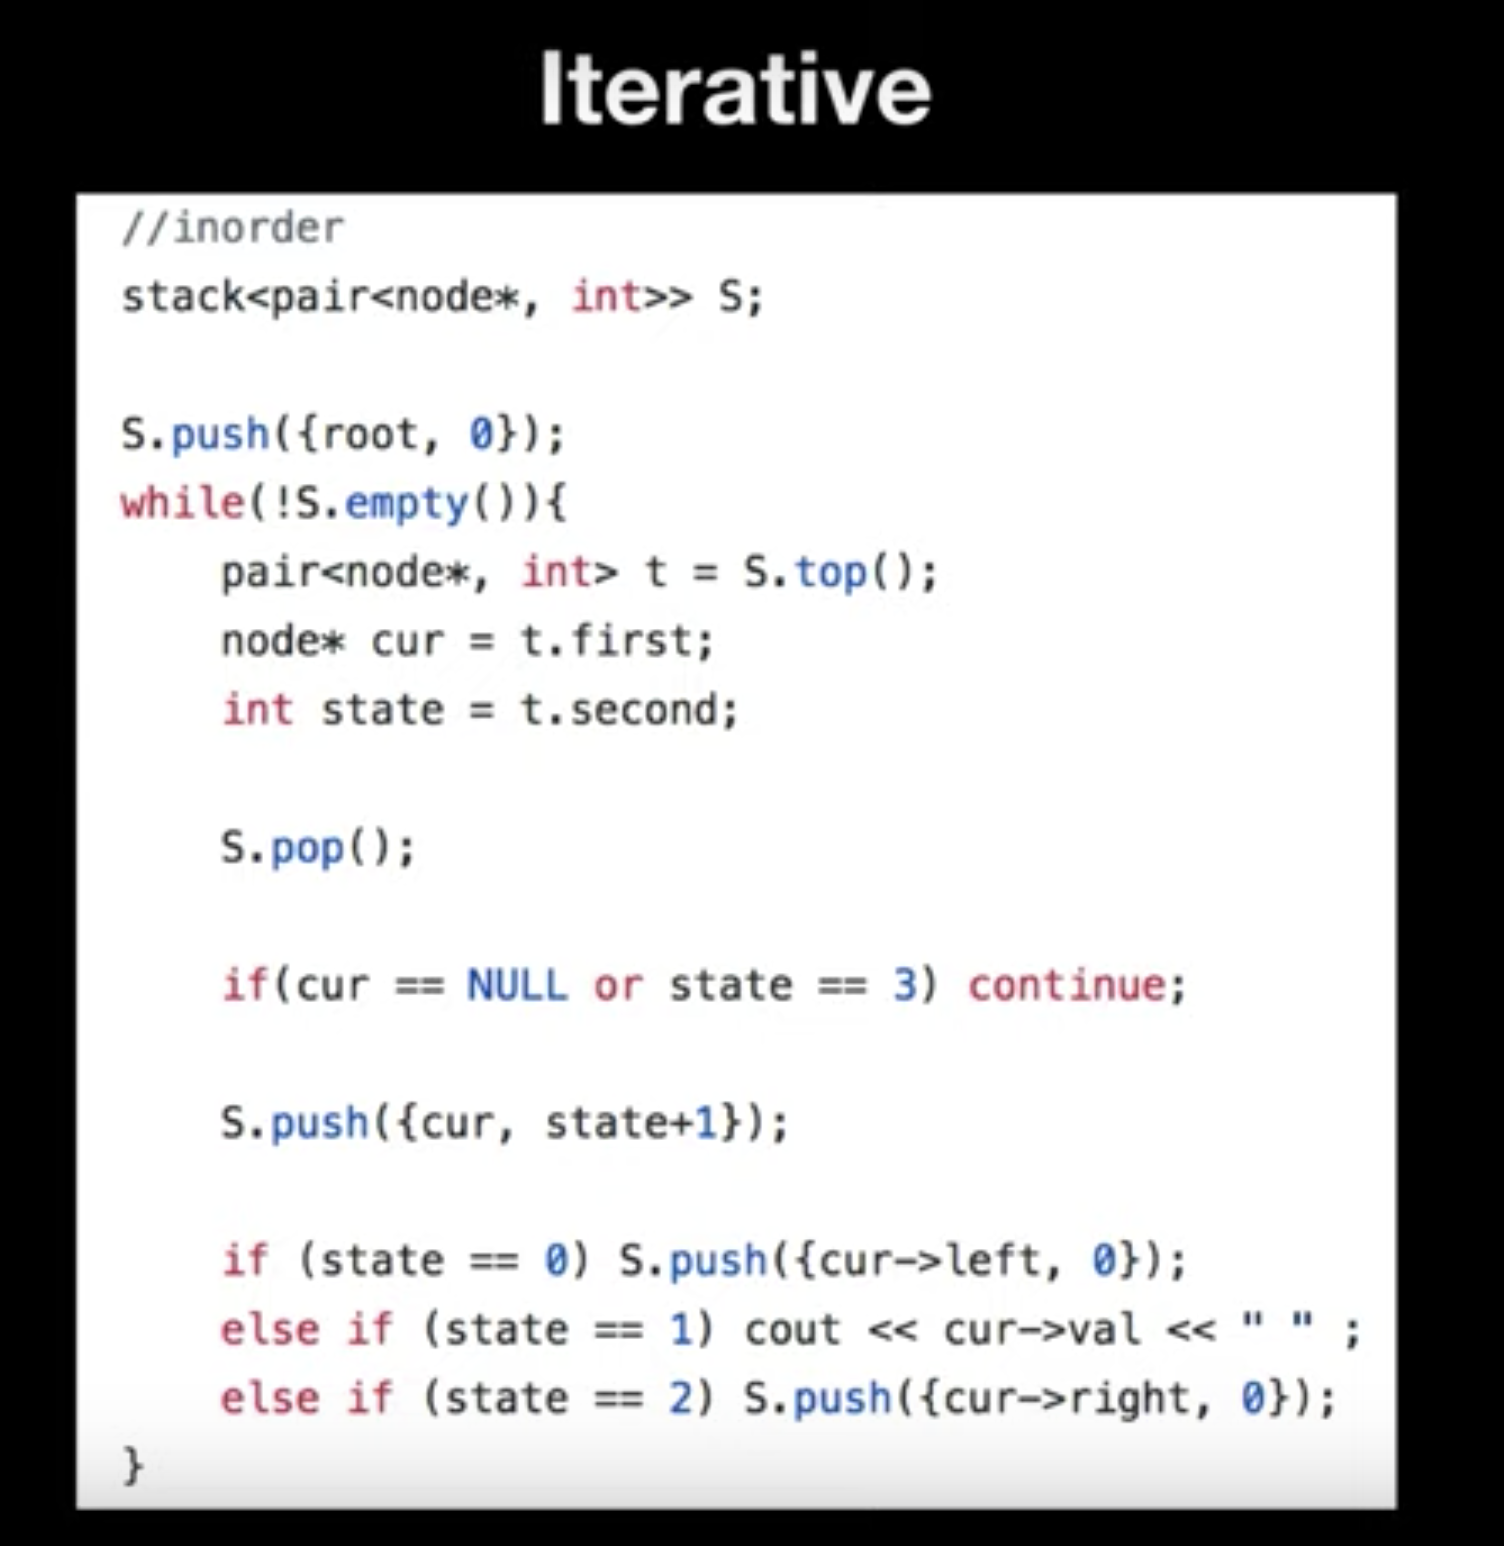 Iterative
//inorder
stack<pair<node*, int>> S;
S.push({root, 0});
while(!S.empty()){
pair<node*, int> t = S.top();
node* cur = t.first;
int state = t.second;
S.pop();
if(cur == NULL or state == 3) continue;
S.push({cur, state+1});
if (state == 0) S.push({cur->left, 0});
else if (state == 1) cout << cur->val << " " ;
else if (state == 2) S.push({cur->right, 0});
}